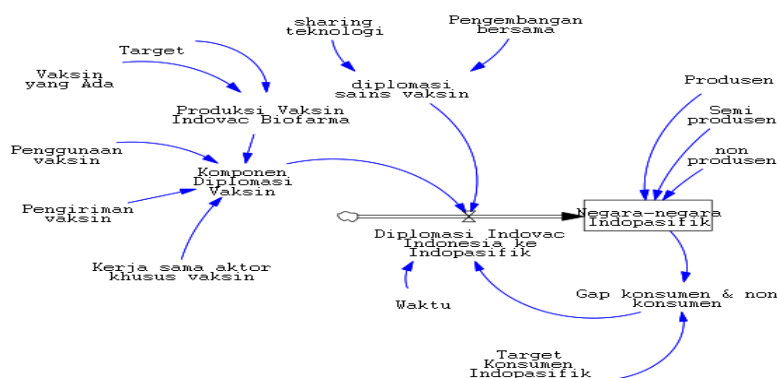 sharing
teknologi
Pengembangan
bersama
Target
Vaksin
yang Ada
diplomasi
sains vaksin
Produsen
Produksi Vaksin
Indovac Biofarma
Semi
produsen
non
produsen
Penggunaan
vaksin
Komponen
Diplomasi
Vaksin
Pengiriman
vaksin
Negara-negara
Indopasifik
Diplomasi Indovac
Indonesia ke
Indopasifik
Kerja sama aktor
khusus vaksin
Waktu
Gap konsumen & non
konsumen
Target
Konsumen
Indopasifik